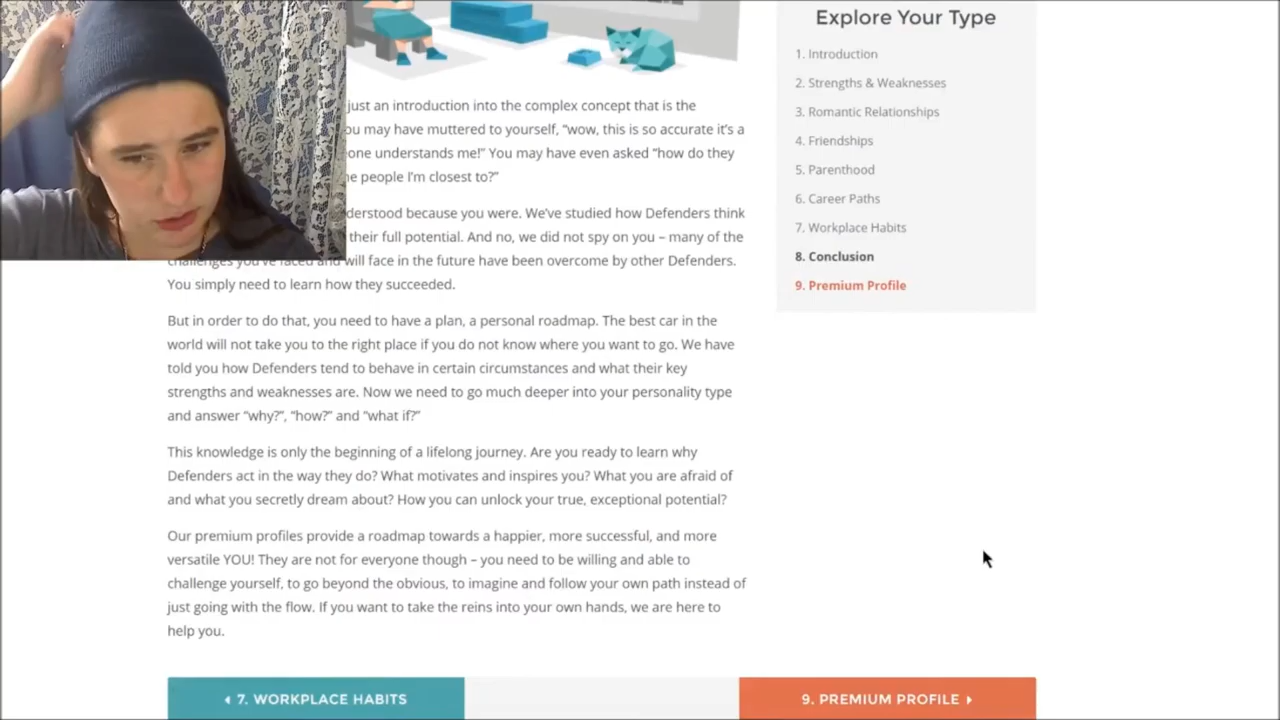 just an introduction into the complex concept that is the
ou may have muttered to yourself, “wow, this is so accurate it’s a
one understands me!” You may have even asked “how do they
e people I’m closest to?”
derstood because you were. We’ve studied how Defenders think
their full potential. And no, we did not spy on you – many of the
challenges you’ve faced and will face in the future have been overcome by other Defenders.
You simply need to learn how they succeeded.
But in order to do that, you need to have a plan, a personal roadmap. The best car in the
world will not take you to the right place if you do not know where you want to go. We have
told you how Defenders tend to behave in certain circumstances and what their key
strengths and weaknesses are. Now we need to go much deeper into your personality type
and answer “why?”, “how?” and “what if?”
This knowledge is only the beginning of a lifelong journey. Are you ready to learn why
Defenders act in the way they do? What motivates and inspires you? What you are afraid of
and what you secretly dream about? How you can unlock your true, exceptional potential?
Our premium profiles provide a roadmap towards a happier, more successful, and more
versatile YOU! They are not for everyone though – you need to be willing and able to
challenge yourself, to go beyond the obvious, to imagine and follow your own path instead of
just going with the flow. If you want to take the reins into your own hands, we are here to
help you.
7. WORKPLACE HABITS
9. PREMIUM PROFILE
Explore Your Type
1. Introduction
2. Strengths & Weaknesses
3. Romantic Relationships
4. Friendships
5. Parenthood
6. Career Paths
7. Workplace Habits
8. Conclusion
9. Premium Profile